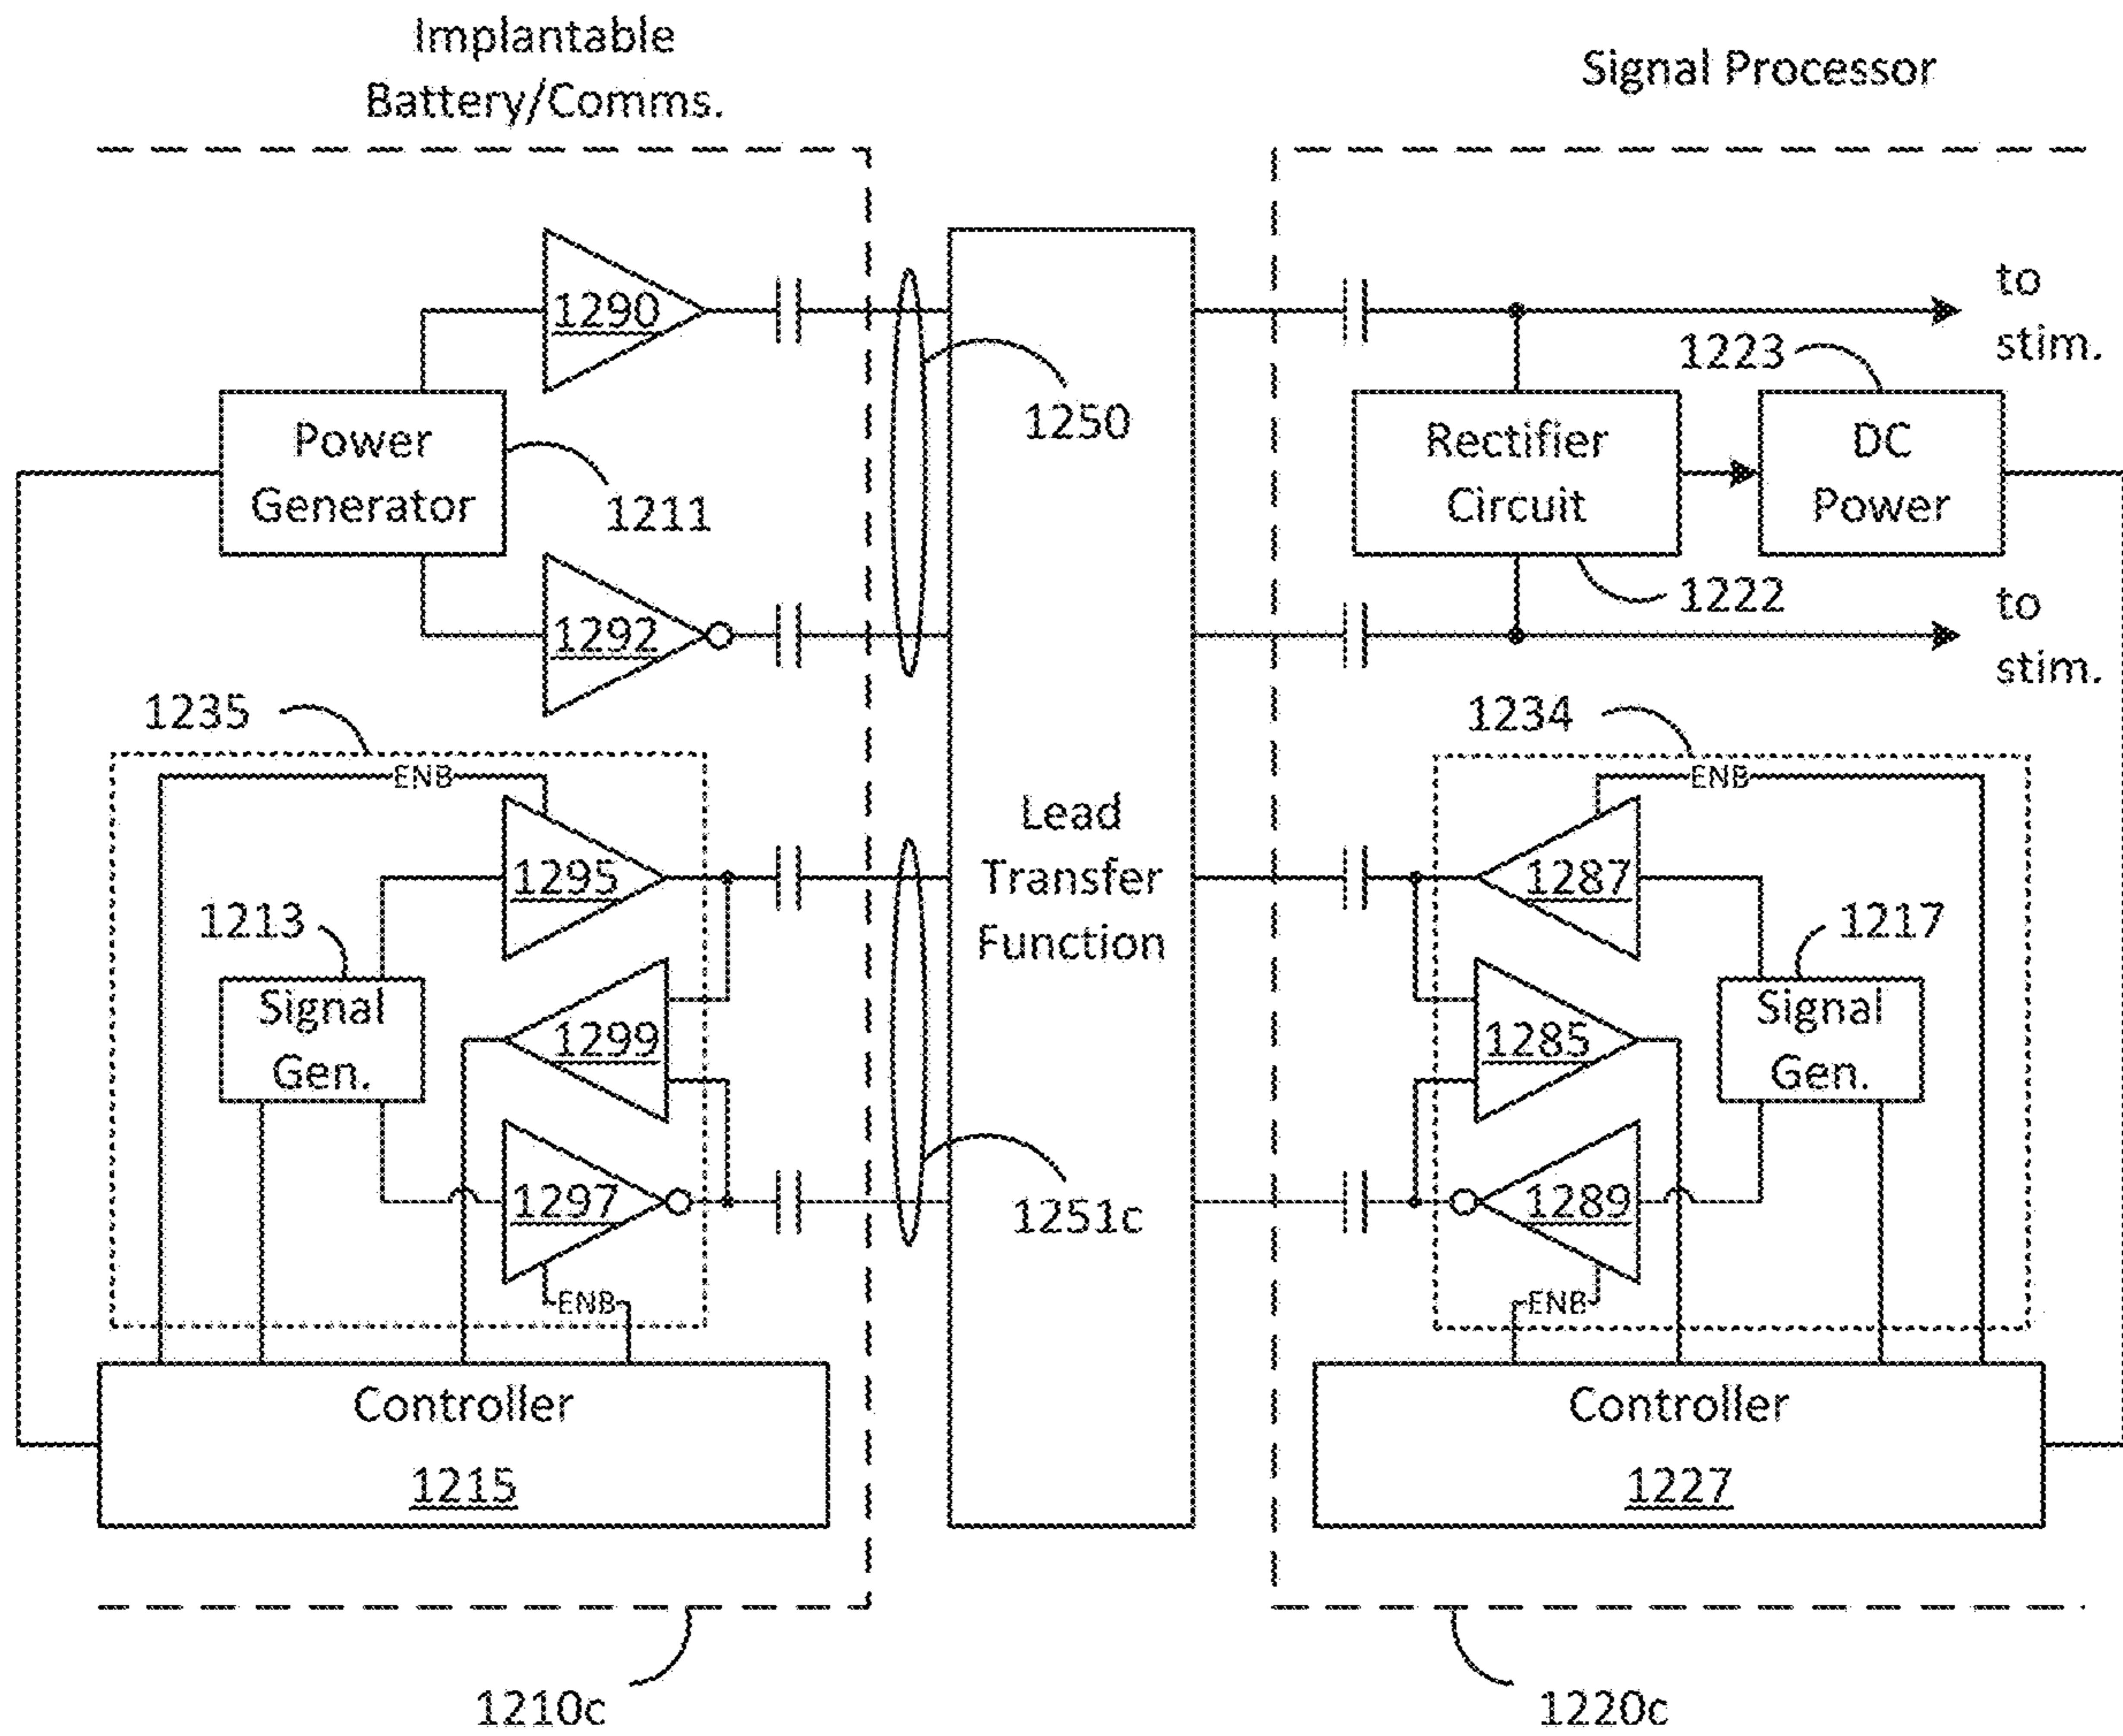 Implantable
Battery/Comms.
Signal Processor
1290
to
stim.
1223
1250
Power
Generator
1211
Rectifier
Circuit
DC
Power
1222
1292
to
stim.
1235
1234
ENB
ENB
Lead
Transfer
Function
1295
1287
1213
1217
Signal
Gen.
1299
1285
Signal
Gen.
1297
1251c
1289
ENB
ENB
Controller
1215
Controller
1227
1210c
1220c